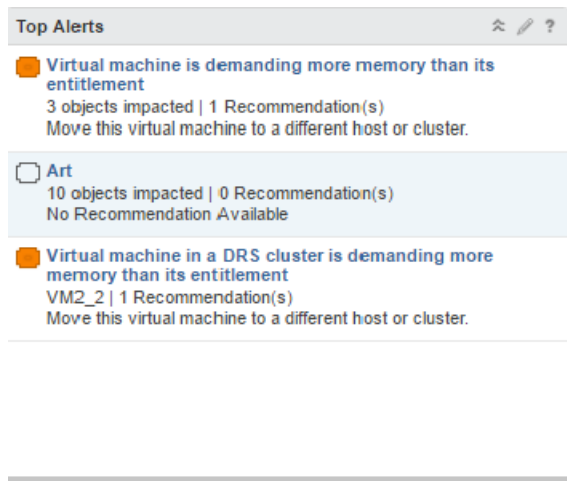 Top Alerts ?
Virtual machine is demanding more memory than its
entitlement
3 objects impacted | 1 Recommendation(s)
Move this virtual machine to a different host or cluster.
Art
10 objects impacted | 0 Recommendation(s)
No Recommendation Available
Virtual machine in a DRS cluster is demanding more
memory than its entitlement
VM2_2 | 1 Recommendation(s)
Move this virtual machine to a different host or cluster.